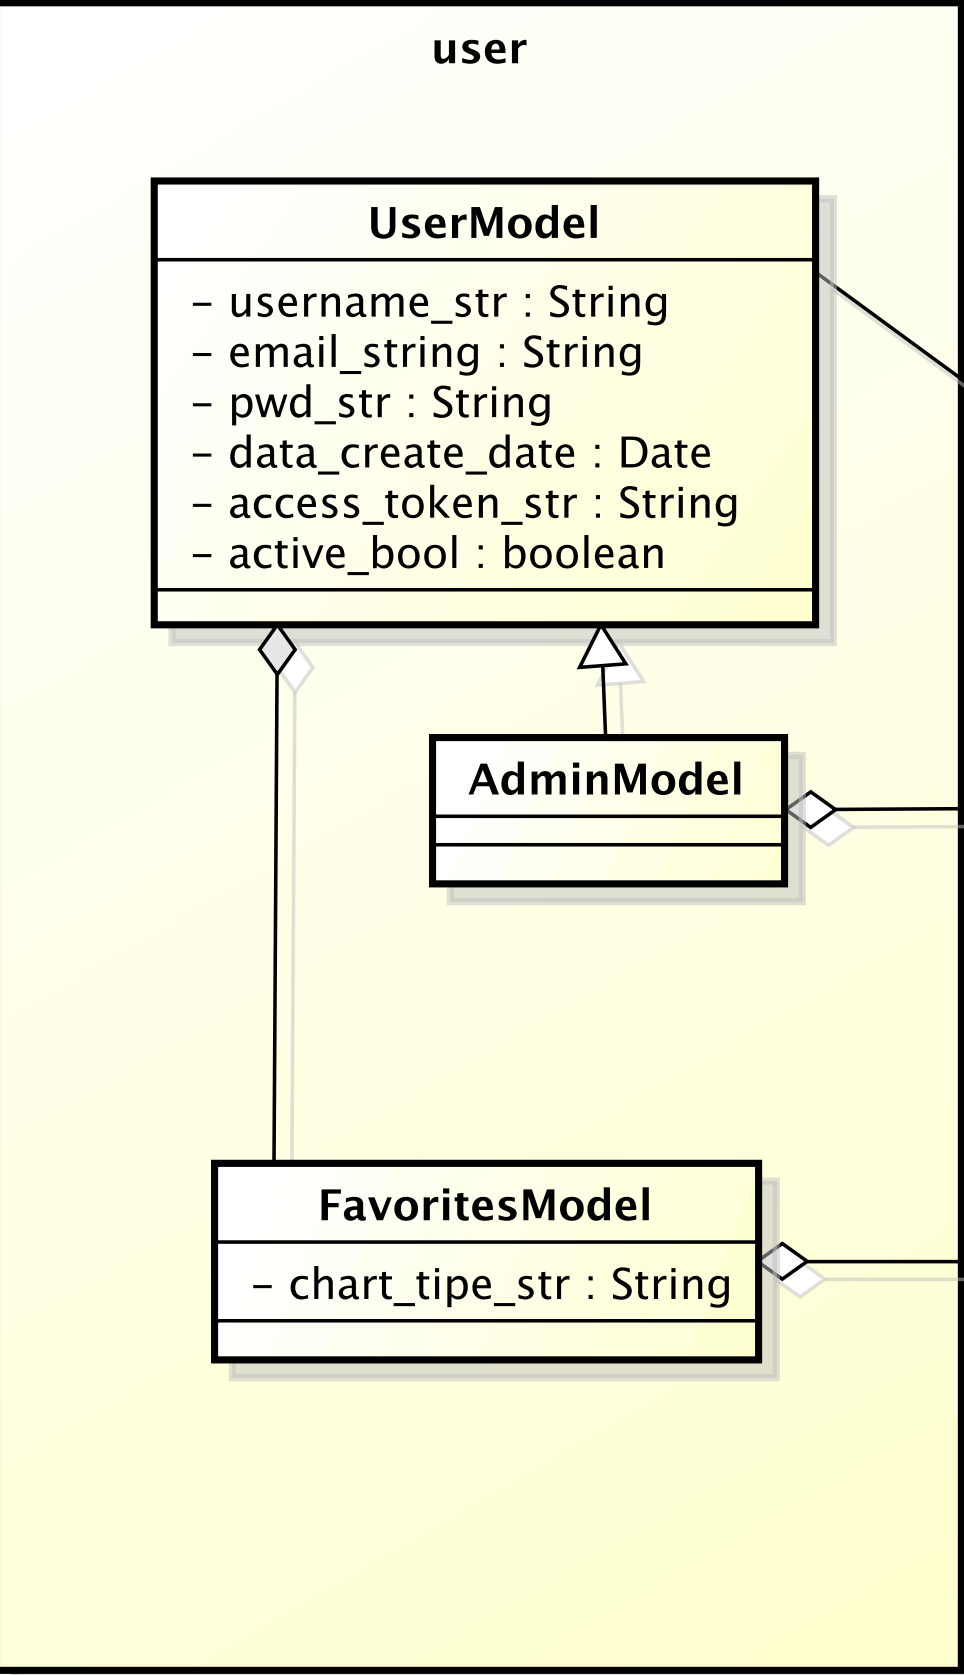 user
UserModel
- username_str : String
- email_string : String
- pwd_str : String
- data_create_date : Date
- access_token_str : String
- active_bool : boolean
AdminModel
FavoritesModel
- chart_tipe_str : String